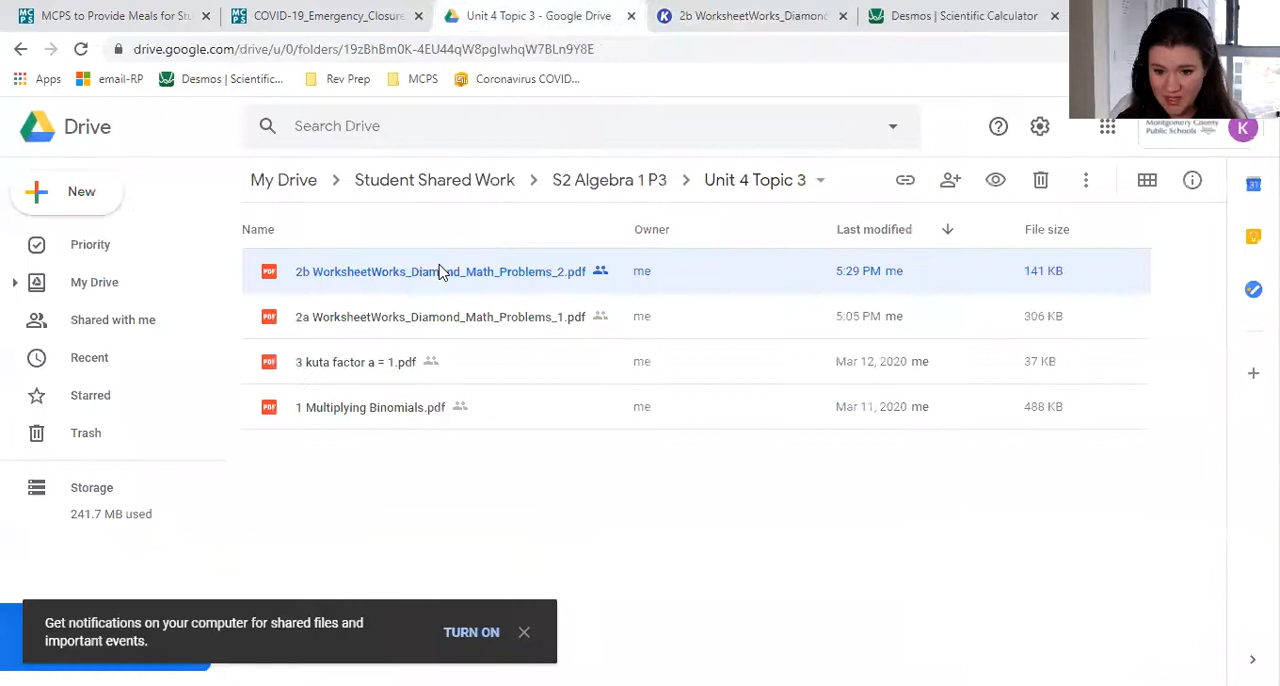 MCPS to Provide Meals for Stu
COVID-19_Emergency_Closure
Unit 4 Topic 3 - Google Drive
2b WorksheetWorks_Diamond
Desmos | Scientific Calculator
drive.google.com/drive/u/0/folders/19zBhBm0K-4EU44qW8pglwhqW7BLn9Y8E
Apps
email-RP
Desmos | Scientific...
Rev Prep
MCPS
Coronavirus COVID...
Drive
Search Drive
Montgomery County
Public Schools
K
New
My Drive
Student Shared Work
S2 Algebra 1 P3
Unit 4 Topic 3
Priority
My Drive
Shared with me
Recent
Starred
Trash
Storage
241.7 MB used
Name
Owner
Last modified
File size
2b WorksheetWorks_Diamond_Math_Problems_2.pdf
me
5:29 PM me
141 KB
2a WorksheetWorks_Diamond_Math_Problems_1.pdf
me
5:05 PM me
306 KB
3 kuta factor a = 1.pdf
me
Mar 12, 2020 me
37 KB
1 Multiplying Binomials.pdf
me
Mar 11, 2020 me
488 KB
Get notifications on your computer for shared files and
important events.
TURN ON